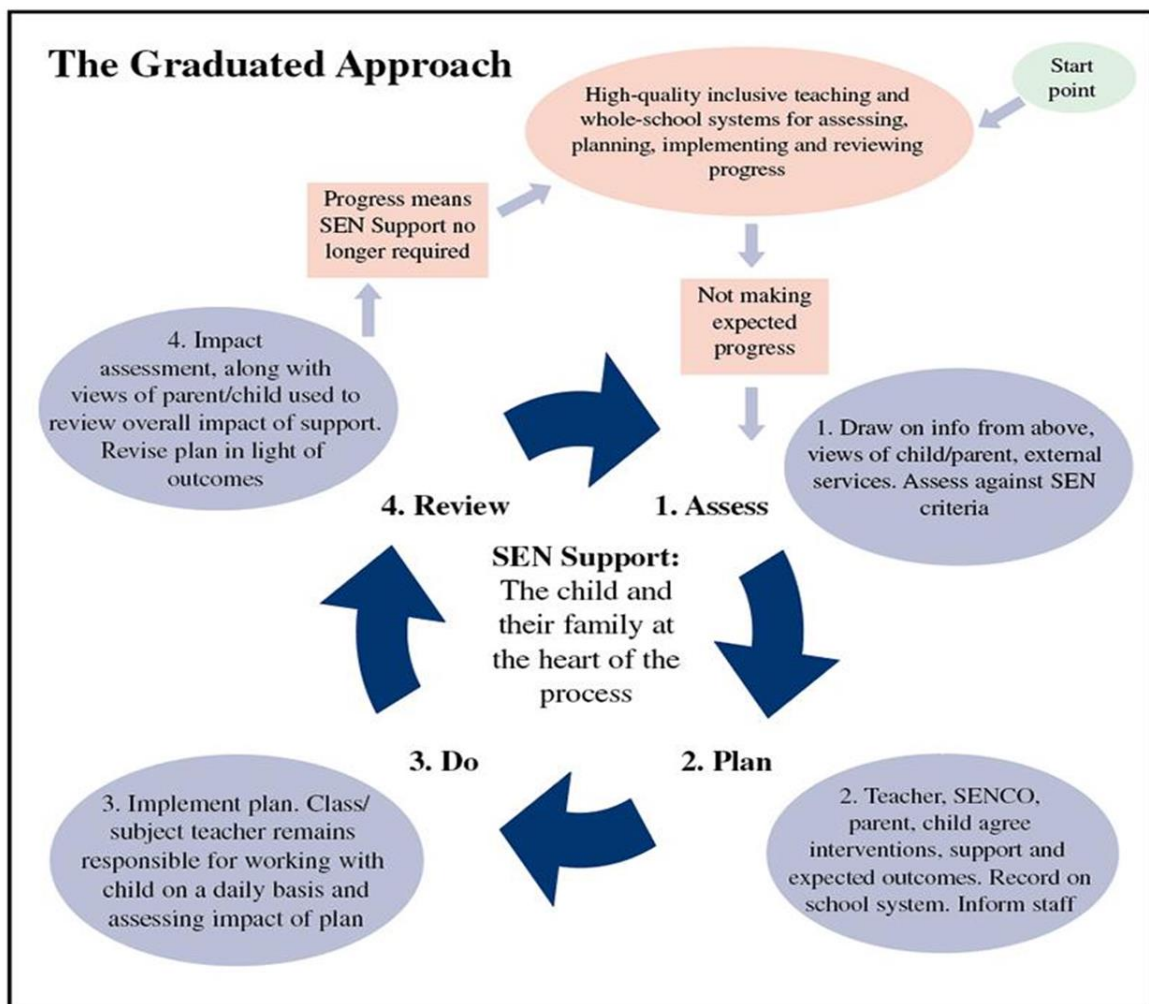 The Graduated Approach
Start
point
High-quality inclusive teaching and
whole-school systems for assessing,
planning, implementing and reviewing
progress
Progress means
SEN Support no
longer required
Not making
expected
progress
4. Impact
assessment, along with
views of parent/child used to
review overall impact of support.
Revise plan in light of
outcomes
1. Draw on info from above,
views of child/parent, external
services. Assess against SEN
criteria
4. Review
1. Assess
SEN Support:
The child and
their family at
the heart of the
process
3. Do
2. Plan
3. Implement plan. Class/
subject teacher remains
responsible for working with
child on a daily basis and
assessing impact of plan
2. Teacher, SENCO,
parent, child agree
interventions, support and
expected outcomes. Record on
school system. Inform staff